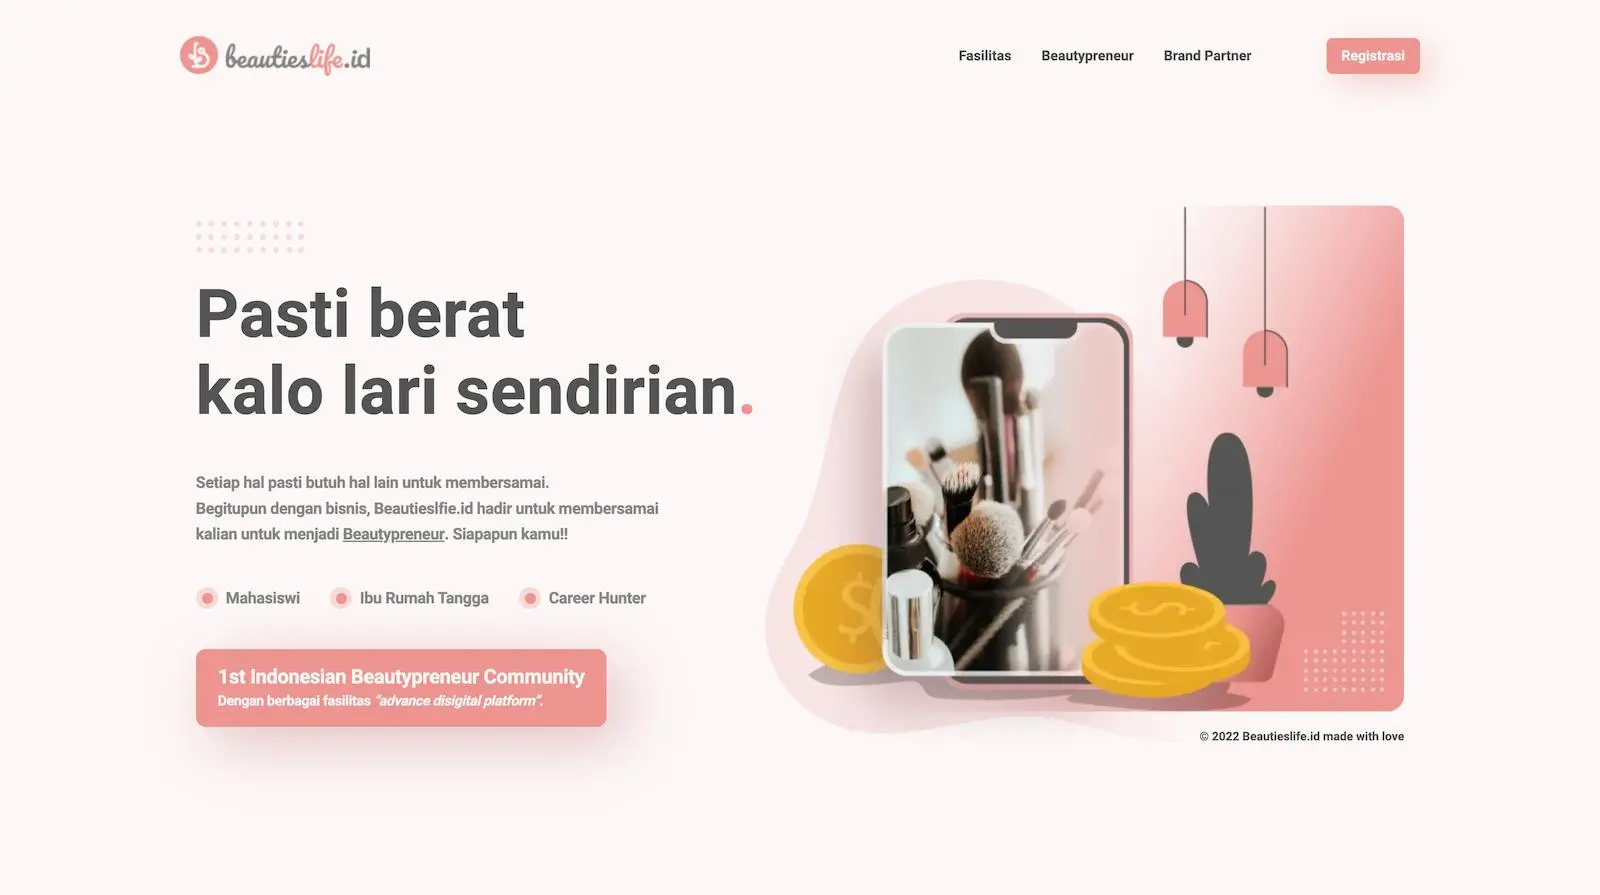 beautieslife.id
Fasilitas
Beautypreneur
Brand Partner
Registrasi
Pasti berat
kalo lari sendirian.
Setiap hal pasti butuh hal lain untuk membersamai.
Begitupun dengan bisnis, Beautieslfie.id hadir untuk membersamai
kalian untuk menjadi Beautypreneur. Siapapun kamu!!
Mahasiswi
Ibu Rumah Tangga
Career Hunter
1st Indonesian Beautypreneur Community
Dengan berbagai fasilitas “advance disigital platform”.
© 2022 Beautieslife.id made with love